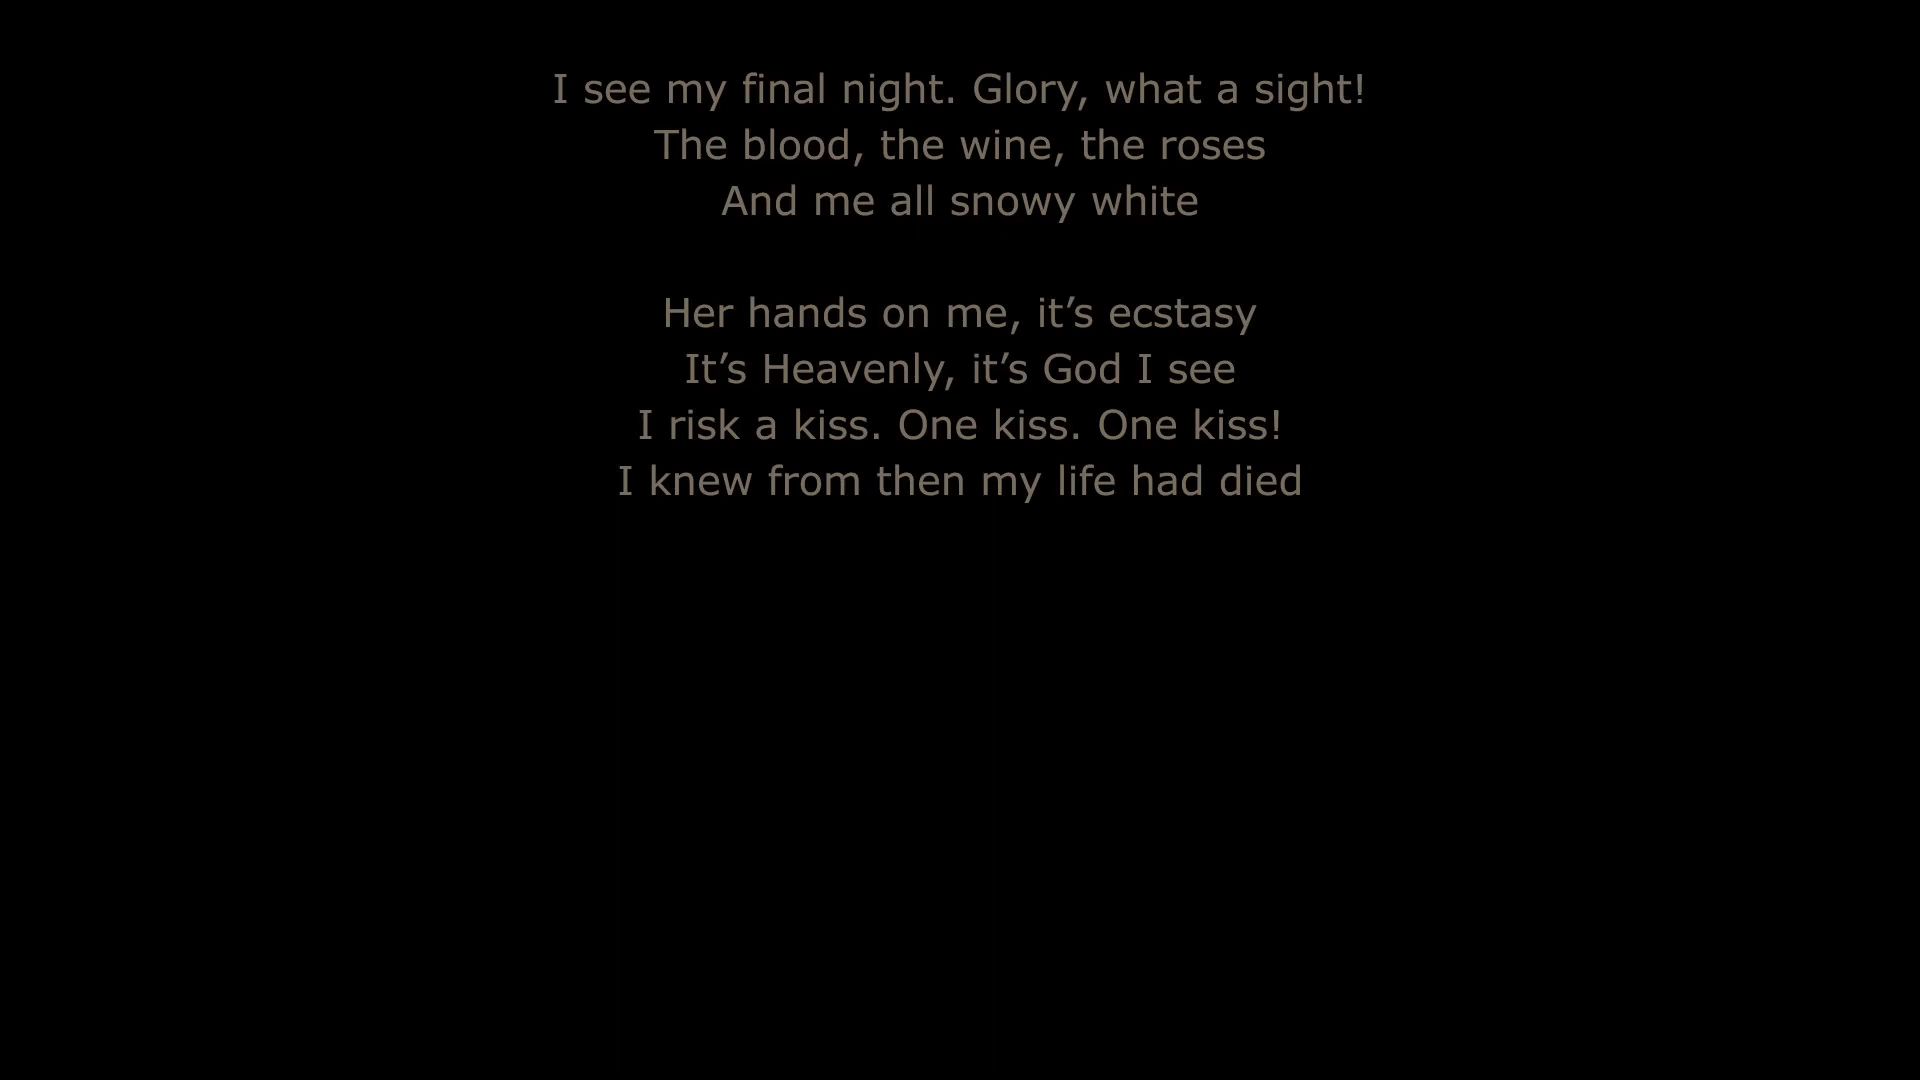 I see my final night. Glory, what a sight!
The blood, the wine, the roses
And me all snowy white
Her hands on me, it’s ecstasy
It’s Heavenly, it’s God I see
I risk a kiss. One kiss. One kiss!
I knew from then my life had died